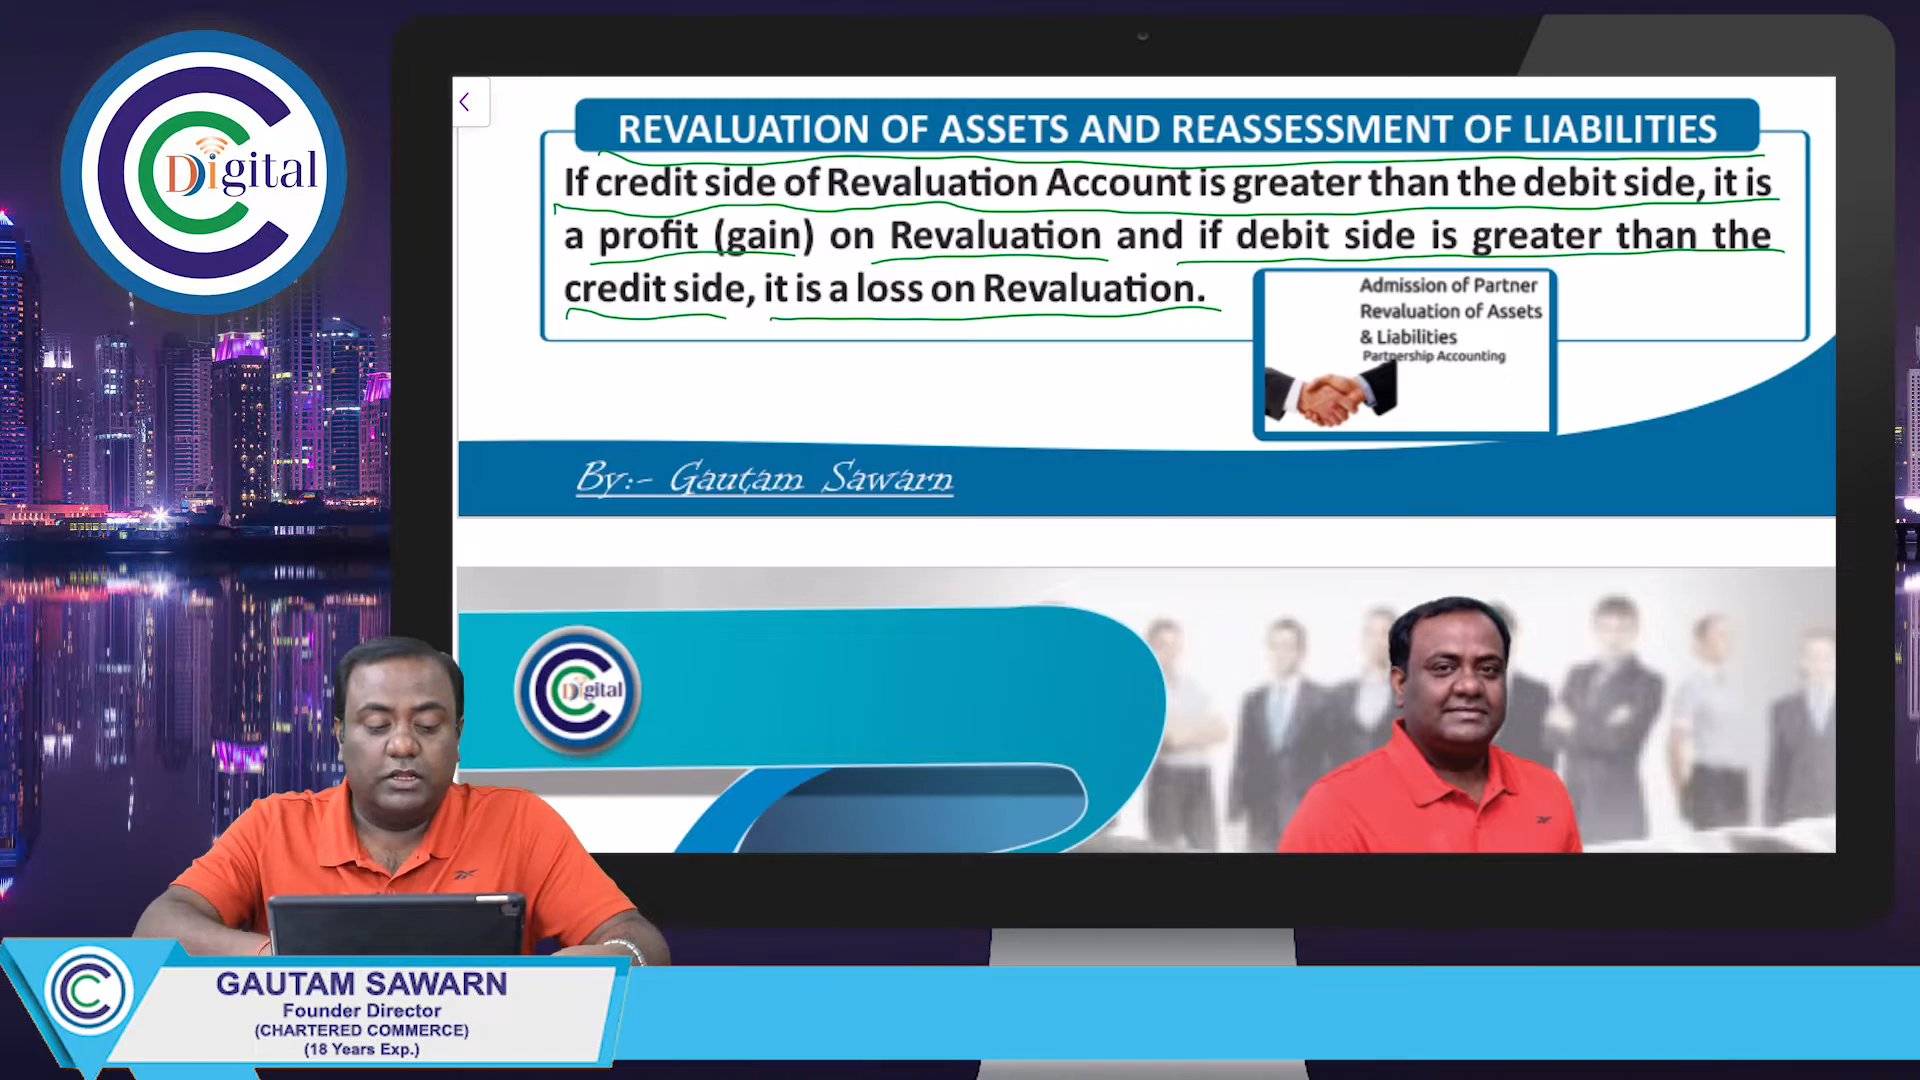 Digital
REVALUATION OF ASSETS AND REASSESSMENT OF LIABILITIES
If credit side of Revaluation Account is greater than the debit side, it is
a profit (gain) on Revaluation and if debit side is greater than the
credit side, it is a loss on Revaluation.
Admission of Partner
Revaluation of Assets
& Liabilities
Partnership Accounting
By:- Gautam Sawarn
Digital
GAUTAM SAWARN
Founder Director
(CHARTERED COMMERCE)
(18 Years Exp.)